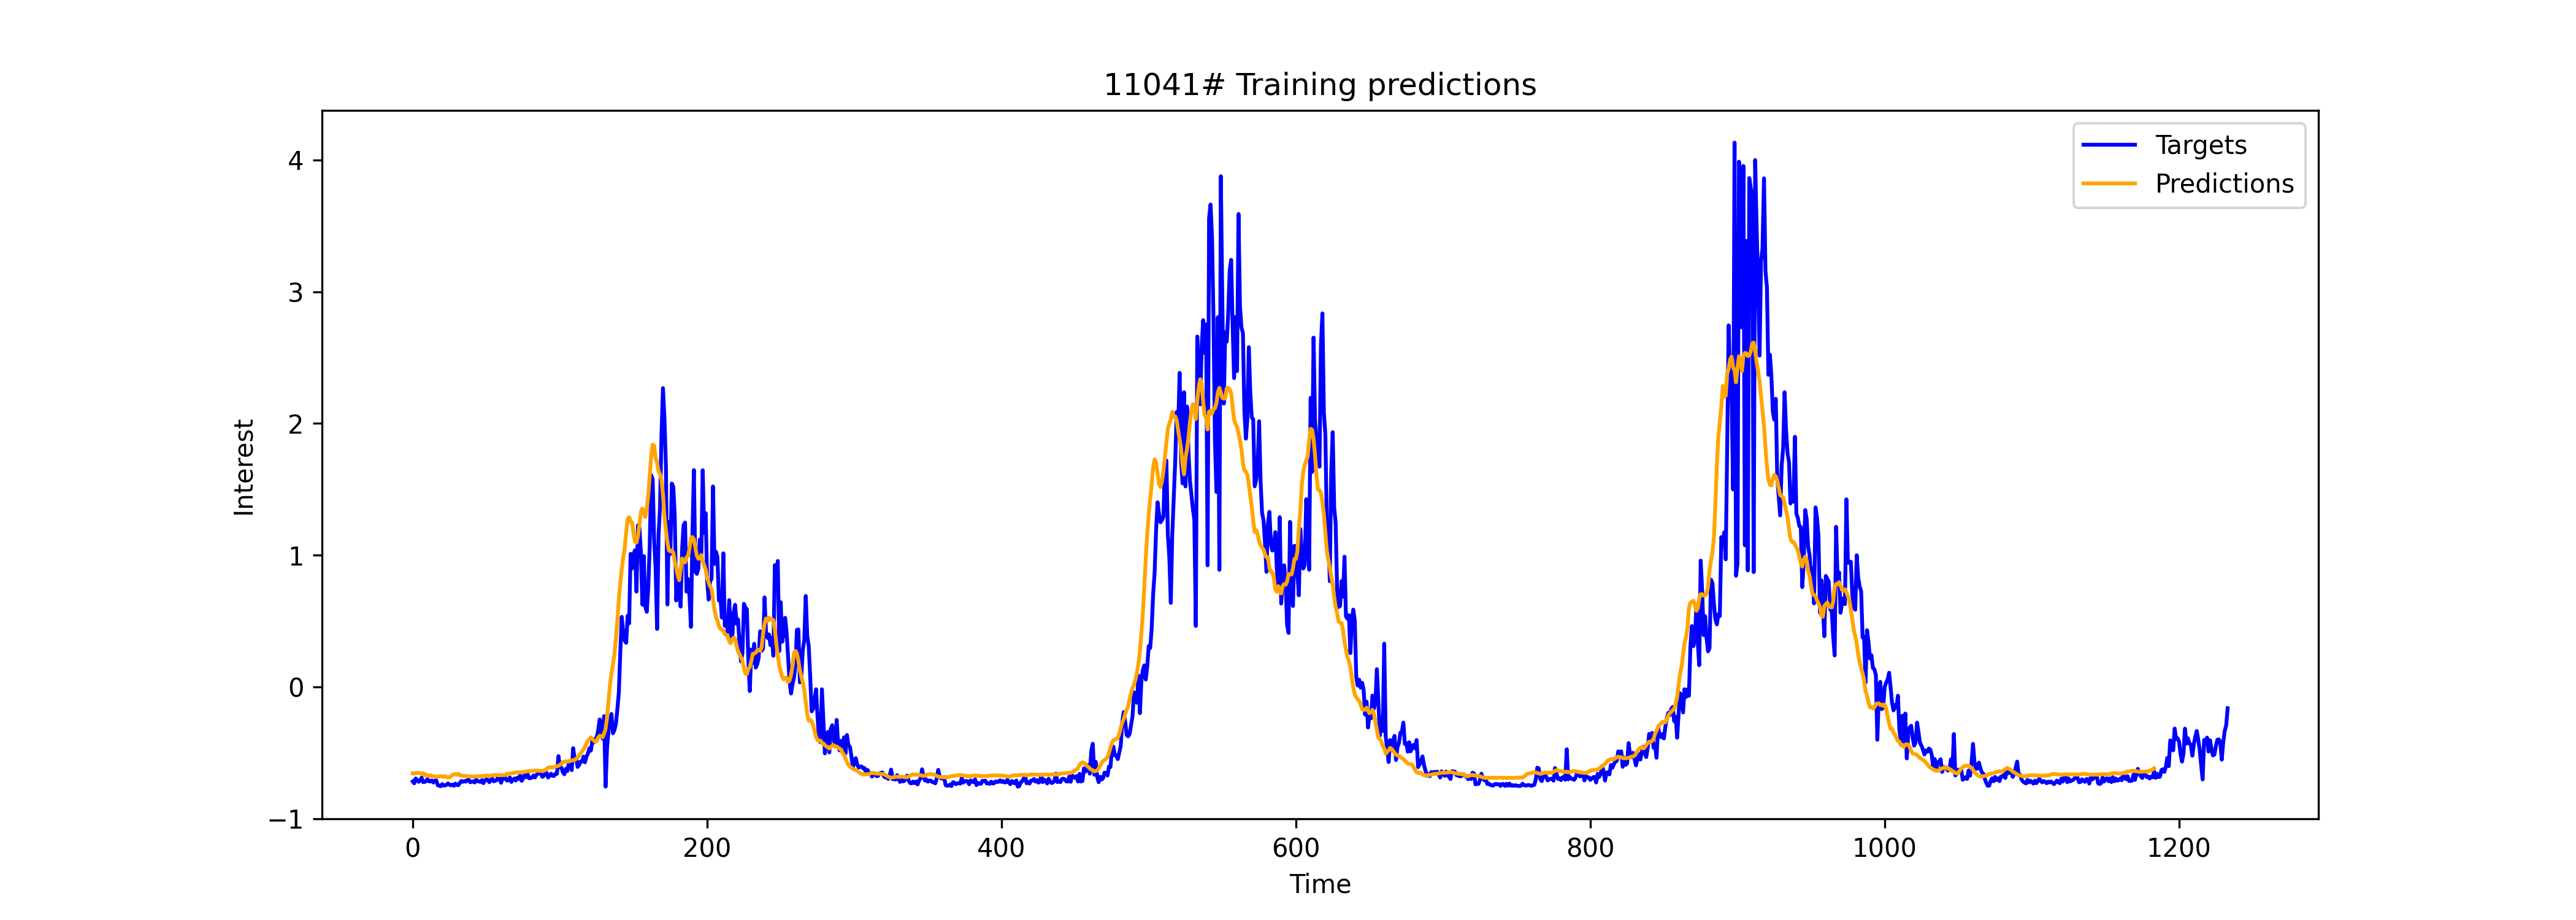 11041# Training predictions
Targets
Predictions
Interest
4
3
2
1
0
−1
0
200
400
600
800
1000
1200
Time